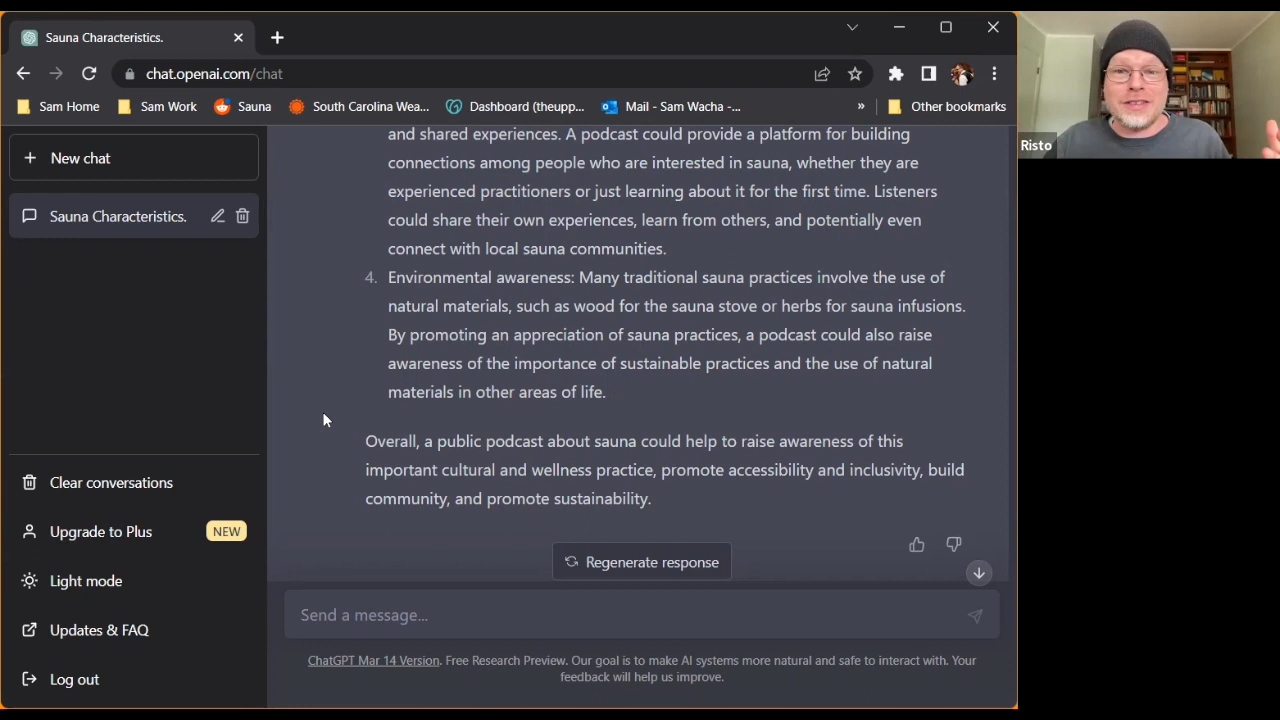 Sauna Characteristics.
chat.openai.com/chat
Sam Home
Sam Work
Sauna
South Carolina Wea...
Dashboard (theupp...
Mail - Sam Wacha -...
»
Other bookmarks
Risto
New chat
Sauna Characteristics.
and shared experiences. A podcast could provide a platform for building
connections among people who are interested in sauna, whether they are
experienced practitioners or just learning about it for the first time. Listeners
could share their own experiences, learn from others, and potentially even
connect with local sauna communities.
4. Environmental awareness: Many traditional sauna practices involve the use of
natural materials, such as wood for the sauna stove or herbs for sauna infusions.
By promoting an appreciation of sauna practices, a podcast could also raise
awareness of the importance of sustainable practices and the use of natural
materials in other areas of life.
Overall, a public podcast about sauna could help to raise awareness of this
important cultural and wellness practice, promote accessibility and inclusivity, build
community, and promote sustainability.
Clear conversations
Upgrade to Plus NEW
Light mode
Updates & FAQ
Log out
Regenerate response
Send a message...
ChatGPT Mar 14 Version. Free Research Preview. Our goal is to make AI systems more natural and safe to interact with. Your
feedback will help us improve.